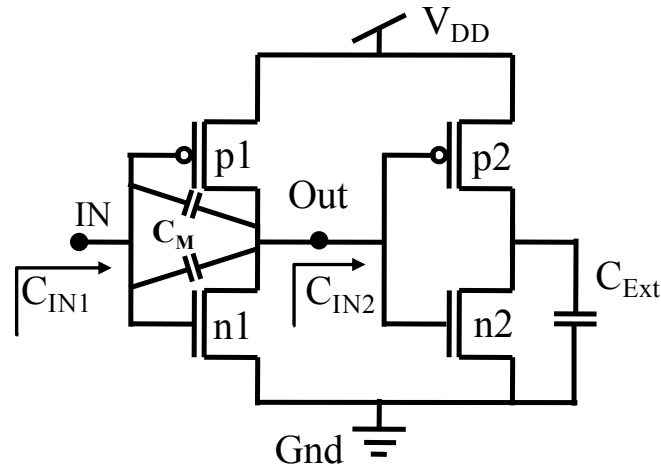 V_DD
p1
p2
IN
C_M
Out
C_IN1
C_IN2
C_Ext
n1
n2
Gnd